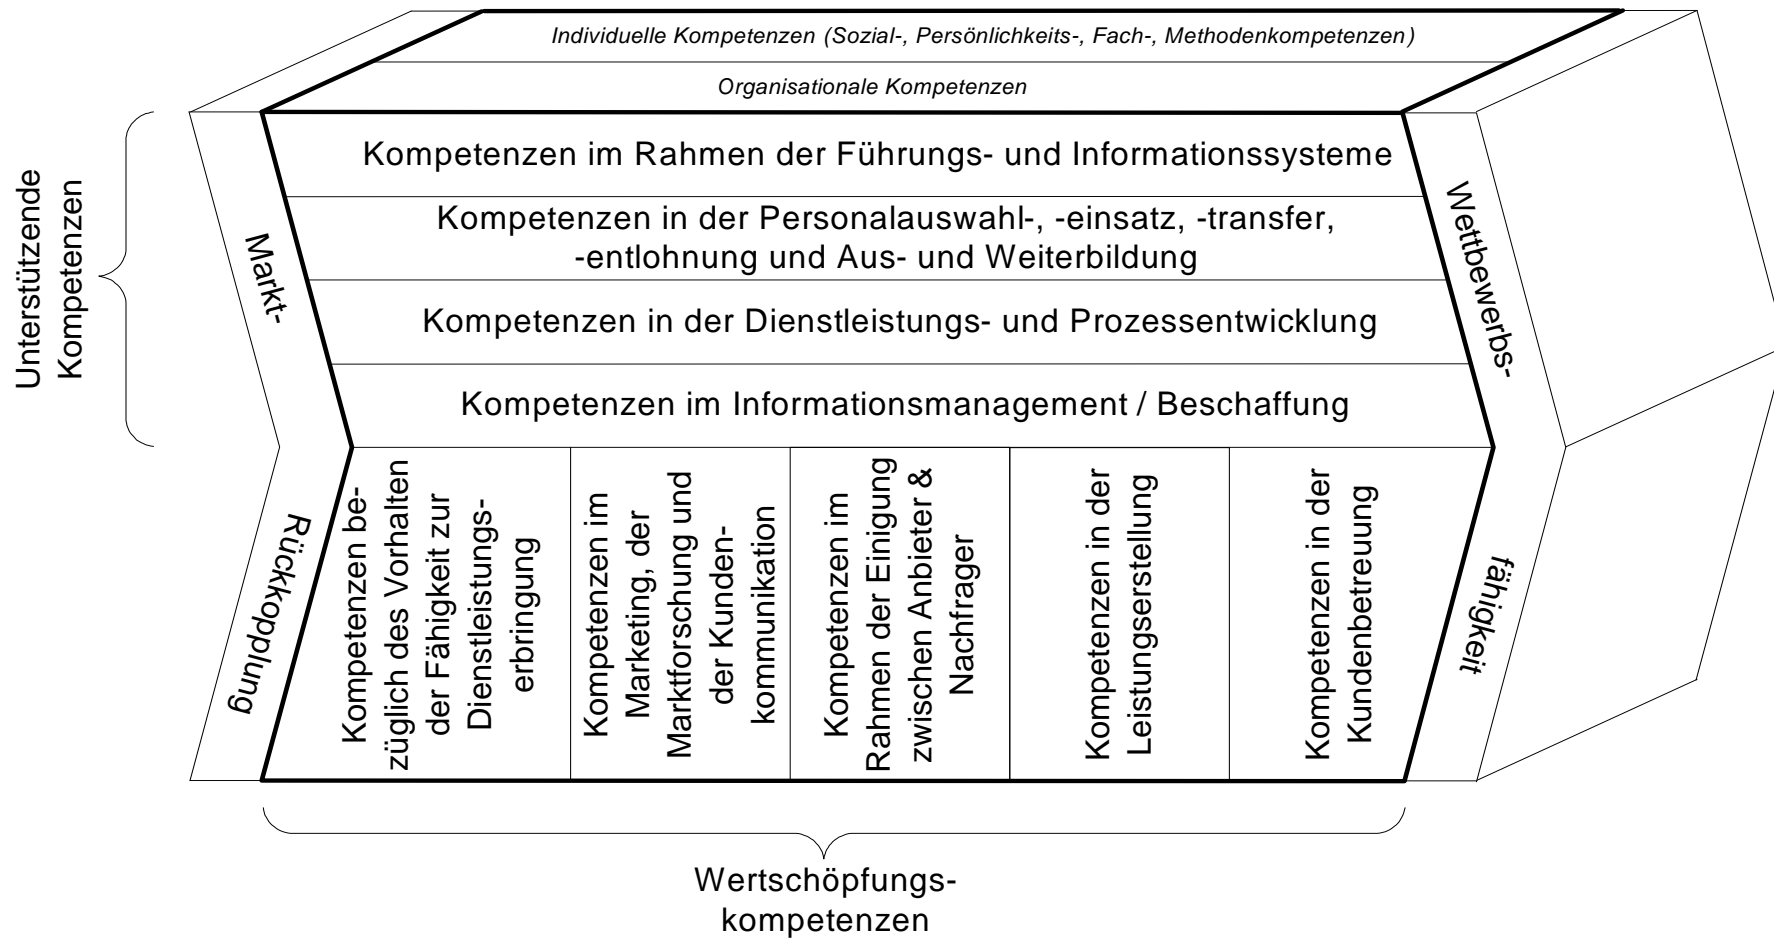 Individuelle Kompetenzen (Sozial-, Persönlichkeits-, Fach-, Methodenkompetenzen)
Organisationale Kompetenzen
Unterstützende
Kompetenzen
Kompetenzen im Rahmen der Führungs- und Informationssysteme
Kompetenzen in der Personalauswahl-, -einsatz, -transfer,
-entlohnung und Aus- und Weiterbildung
Kompetenzen in der Dienstleistungs- und Prozessentwicklung
Kompetenzen im Informationsmanagement / Beschaffung
Markt-
Rückkopplung
Kompetenzen be-
züglich des Vorhalten
der Fähigkeit zur
Dienstleistungs-
erbringung
Kompetenzen im
Marketing, der
Marktforschung und
der Kunden-
kommunikation
Kompetenzen im
Rahmen der Einigung
zwischen Anbieter &
Nachfrager
Kompetenzen in der
Leistungserstellung
Kompetenzen in der
Kundenbetreuung
Wettbewerbs-
fähigkeit
Wertschöpfungs-
kompetenzen